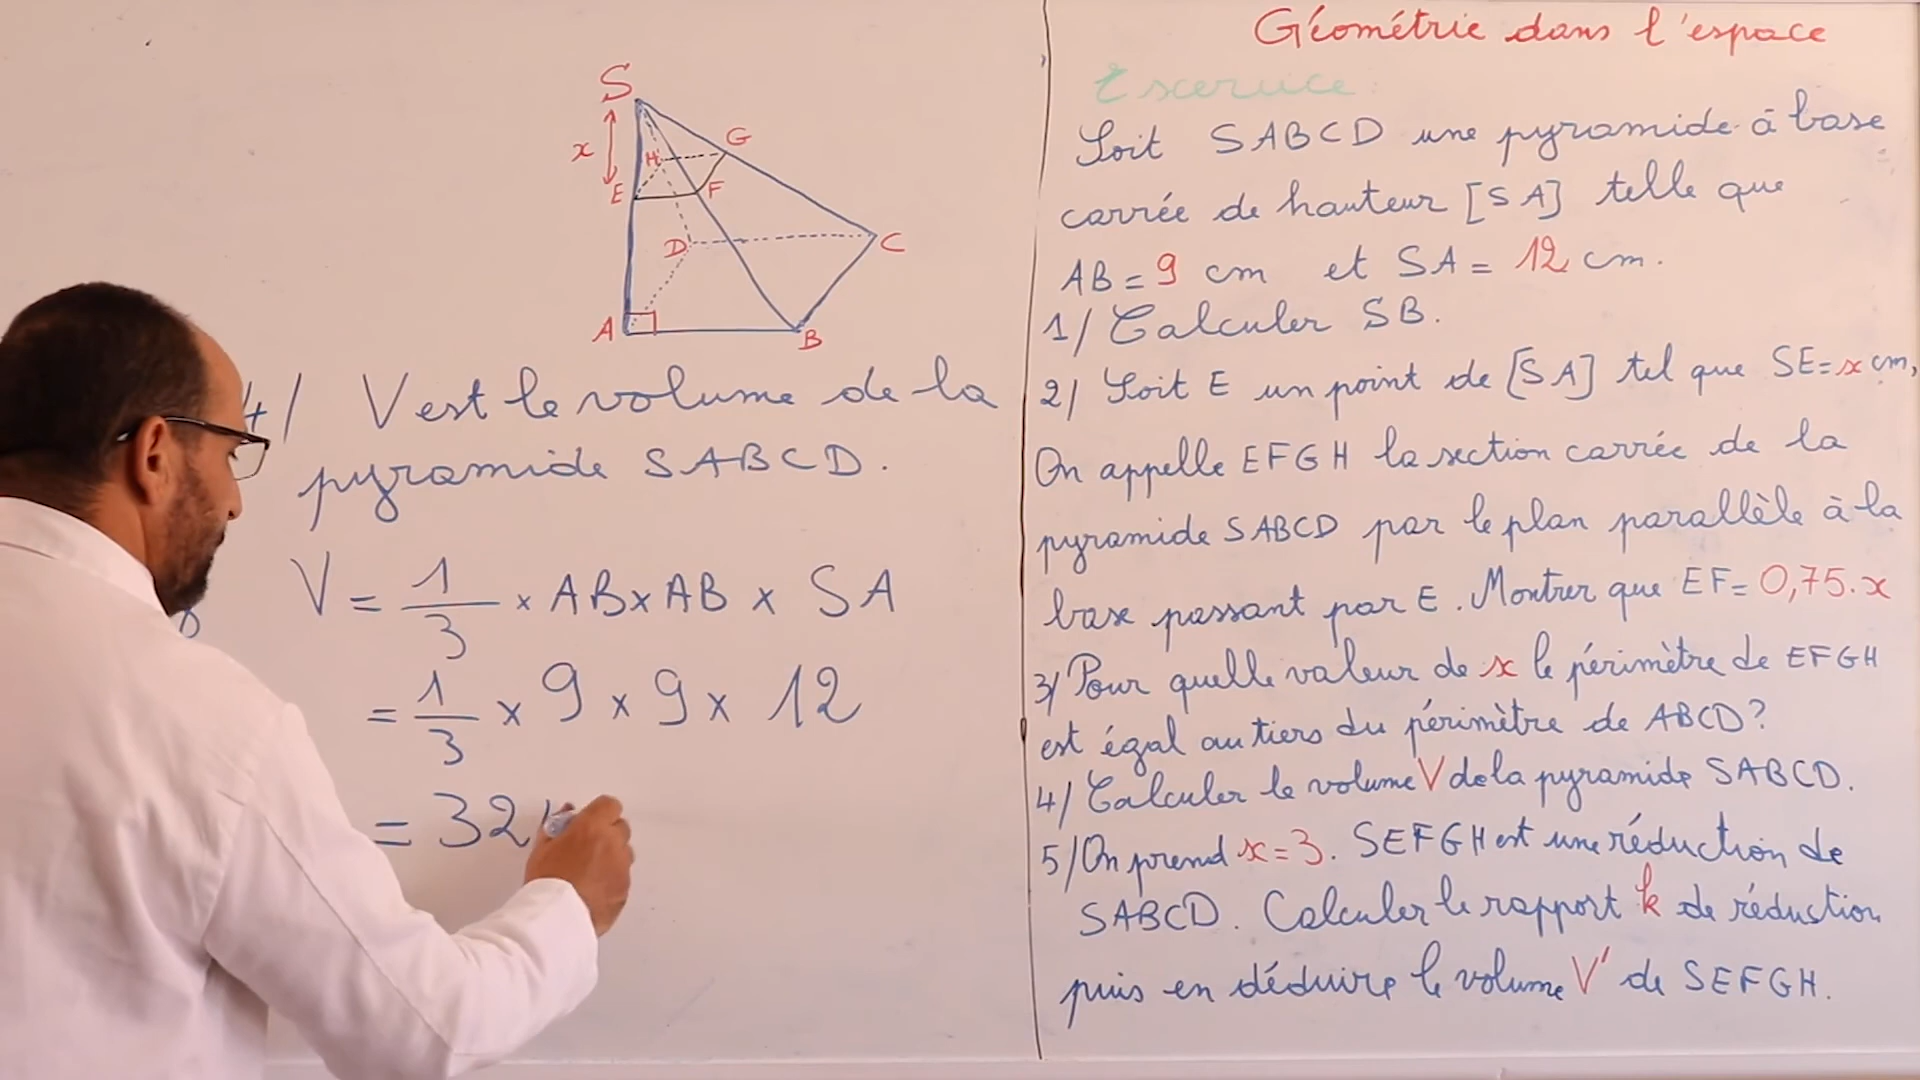 S
x
G
H
E
F
D
C
A
B
4/ V est le volume de la
pyramide SABCD.
V = 1/3 × AB × AB × SA
= 1/3 × 9 × 9 × 12
= 324
Géométrie dans l'espace
Exercice :
Soit SABCD une pyramide à base
carrée de hauteur [SA] telle que
AB = 9 cm et SA = 12 cm.
1/ Calculer SB.
2/ Soit E un point de [SA] tel que SE = x cm,
On appelle EFGH la section carrée de la
pyramide SABCD par le plan parallèle à la
base passant par E. Montrer que EF = 0,75.x
3/ Pour quelle valeur de x le périmètre de EFGH
est égal au tiers du périmètre de ABCD ?
4/ Calculer le volume V de la pyramide SABCD.
5/ On prend x = 3. SEFGH est une réduction de
SABCD. Calculer le rapport k de réduction
puis en déduire le volume V' de SEFGH.